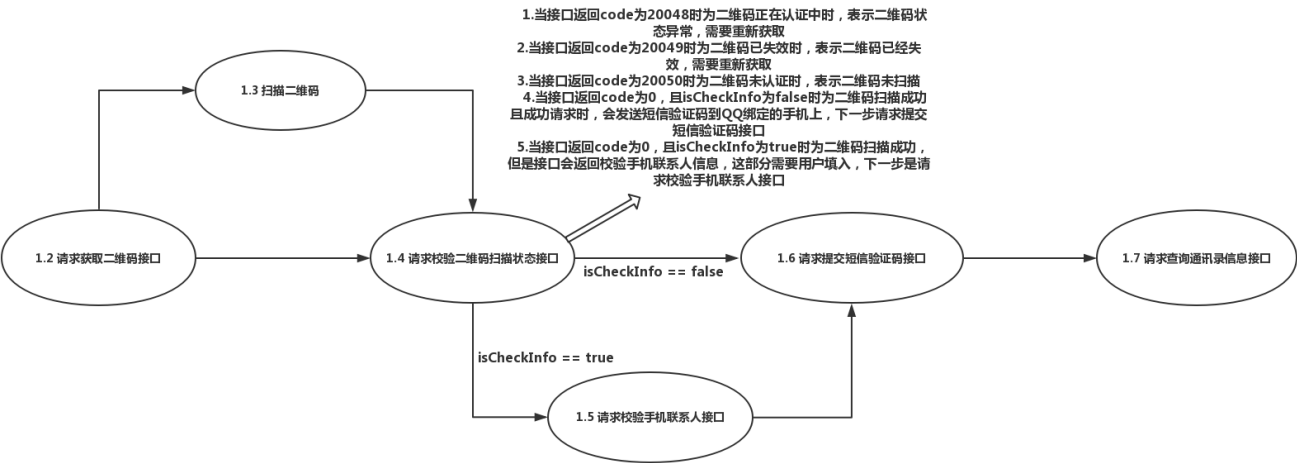 1.当接口返回code为20048时为二维码正在认证中时，表示二维码状
态异常，需要重新获取
2.当接口返回code为20049时为二维码已失效时，表示二维码已经失
效，需要重新获取
3.当接口返回code为20050时为二维码未认证时，表示二维码未扫描
4.当接口返回code为0，且isCheckInfo为false时为二维码扫描成功
且成功请求时，会发送短信验证码到QQ绑定的手机上，下一步请求提交
短信验证码接口
5.当接口返回code为0，且isCheckInfo为true时为二维码扫描成功，
但是接口会返回校验手机联系人信息，这部分需要用户填入，下一步是请
求校验手机联系人接口
1.3 扫描二维码
1.2 请求获取二维码接口
1.4 请求校验二维码扫描状态接口
isCheckInfo == false
1.6 请求提交短信验证码接口
1.7 请求查询通讯录信息接口
isCheckInfo == true
1.5 请求校验手机联系人接口